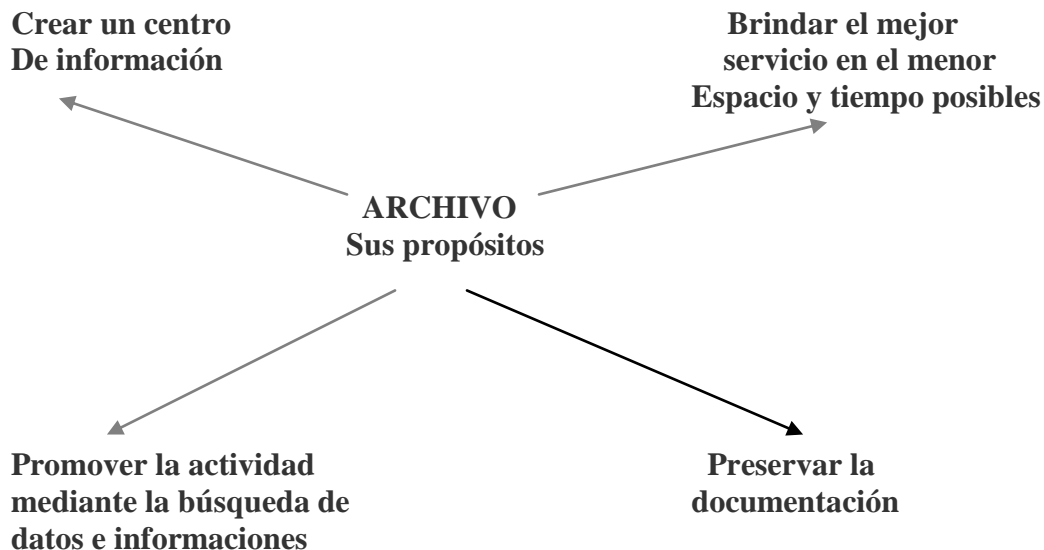 Crear un centro
De información
Brindar el mejor
servicio en el menor
Espacio y tiempo posibles
ARCHIVO
Sus propósitos
Promover la actividad
mediante la búsqueda de
datos e informaciones
Preservar la
documentación